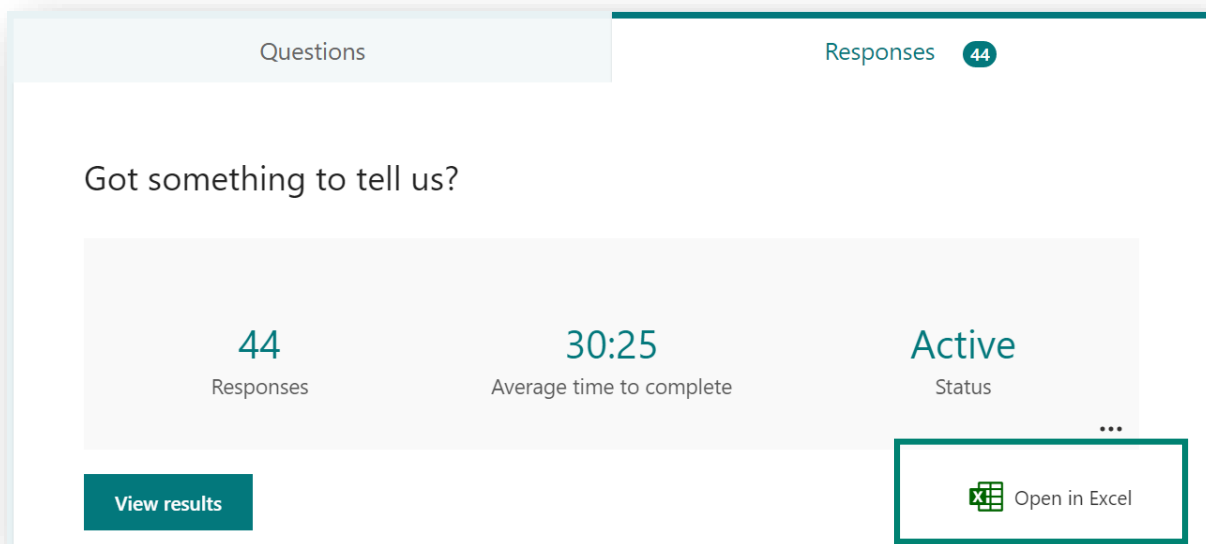 Questions
Responses 44
Got something to tell us?
44
Responses
30:25
Average time to complete
Active
Status
View results
Open in Excel